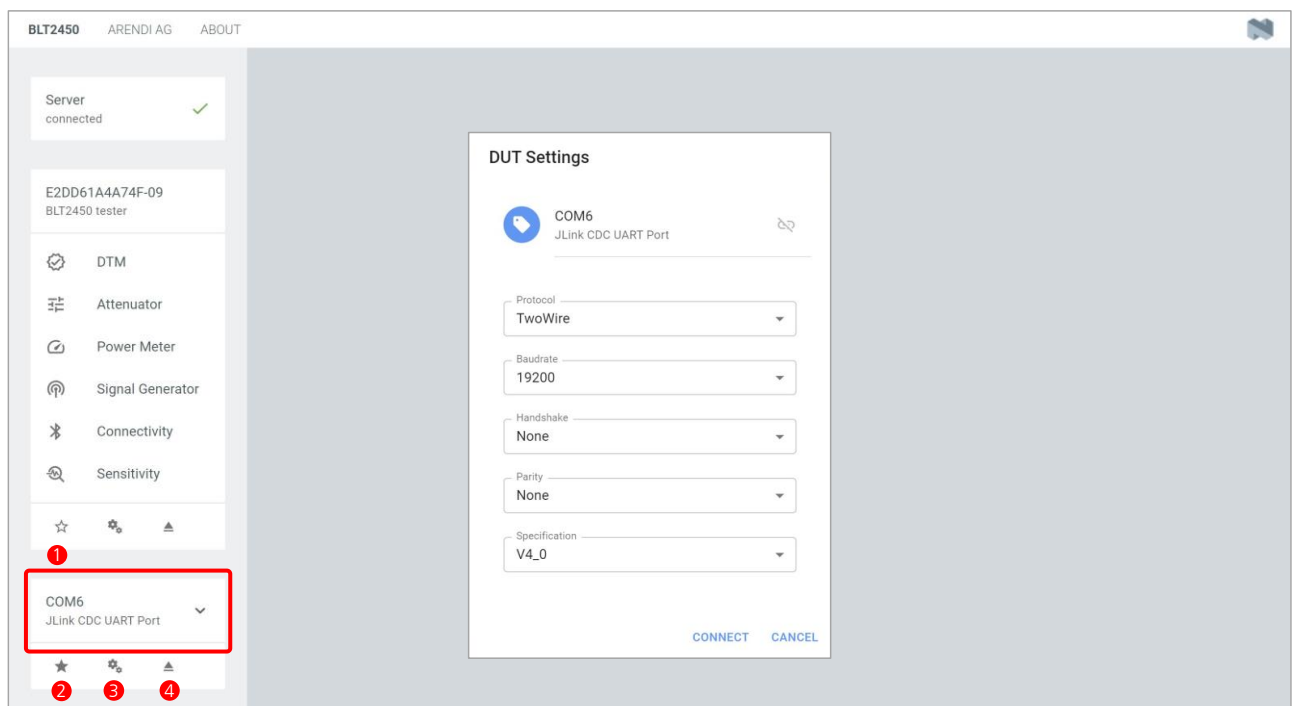 BLT2450 ARENDI AG ABOUT
Server
connected
E2DD61A4A74F-09
BLT2450 tester
DTM
Attenuator
Power Meter
Signal Generator
Connectivity
Sensitivity
1
COM6
JLink CDC UART Port
2 3 4
DUT Settings
COM6
JLink CDC UART Port
Protocol
TwoWire
Baudrate
19200
Handshake
None
Parity
None
Specification
V4_0
CONNECT CANCEL